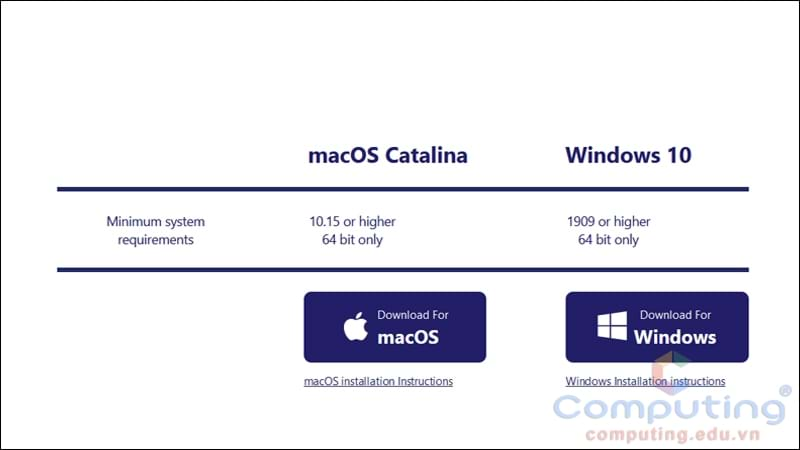 macOS Catalina
Windows 10
Minimum system
requirements
10.15 or higher
64 bit only
1909 or higher
64 bit only
Download For
macOS
Download For
Windows
macOS installation Instructions
Windows Installation instructions
Computing®
computing.edu.vn